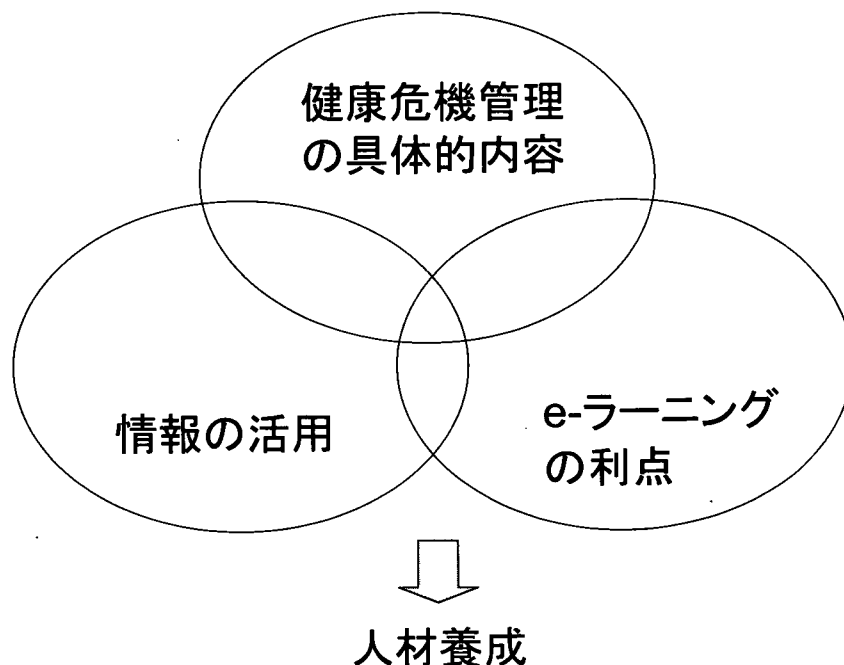 健康危機管理
の具体的内容
情報の活用
e-ラーニング
の利点
人材養成